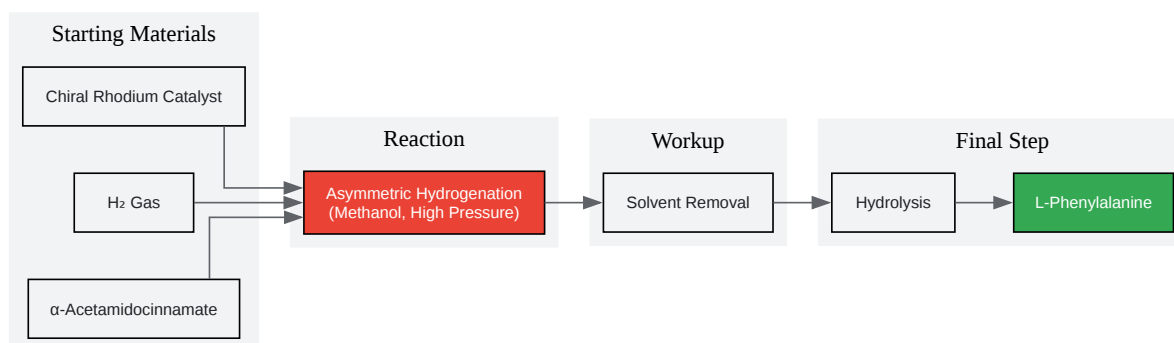 Starting Materials
Chiral Rhodium Catalyst
H₂ Gas
α-Acetamidocinnamate
Reaction
Asymmetric Hydrogenation
(Methanol, High Pressure)
Workup
Solvent Removal
Final Step
Hydrolysis
L-Phenylalanine